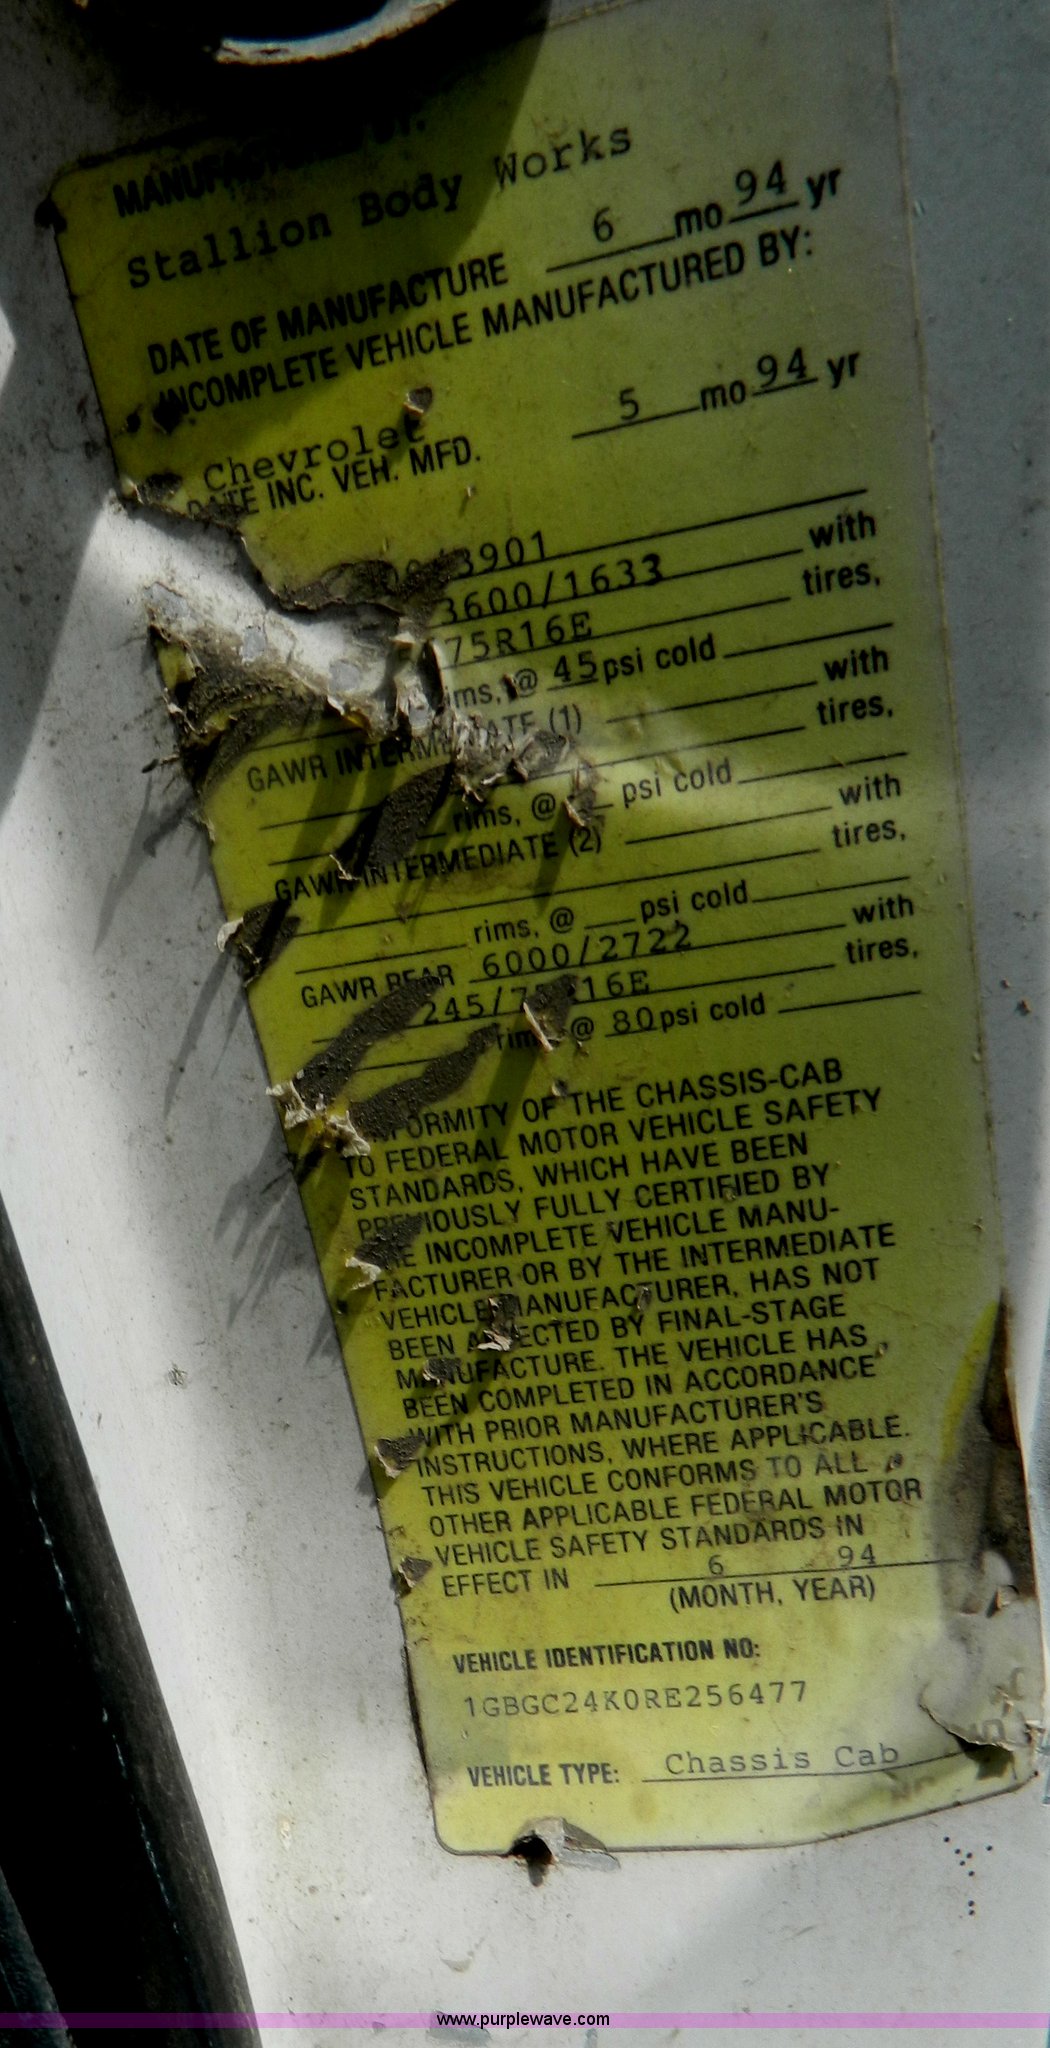 Stallion Body Works
DATE OF MANUFACTURE 6 mo 94 yr
INCOMPLETE VEHICLE MANUFACTURED BY:
Chevrolet
DATE INC. VEH. MFD. 5 mo 94 yr
3901
3600/1633 with
75R16E tires,
rims, @ 45 psi cold
GAWR INTERMEDIATE (1) with
tires,
rims, @ psi cold
GAWR INTERMEDIATE (2) with
tires,
rims, @ psi cold
GAWR REAR 6000/2722 with
245/75R16E tires,
rims @ 80 psi cold
CONFORMITY OF THE CHASSIS-CAB
TO FEDERAL MOTOR VEHICLE SAFETY
STANDARDS, WHICH HAVE BEEN
PREVIOUSLY FULLY CERTIFIED BY
THE INCOMPLETE VEHICLE MANU-
FACTURER OR BY THE INTERMEDIATE
VEHICLE MANUFACTURER, HAS NOT
BEEN AFFECTED BY FINAL-STAGE
MANUFACTURE. THE VEHICLE HAS
BEEN COMPLETED IN ACCORDANCE
WITH PRIOR MANUFACTURER'S
INSTRUCTIONS, WHERE APPLICABLE.
THIS VEHICLE CONFORMS TO ALL
OTHER APPLICABLE FEDERAL MOTOR
VEHICLE SAFETY STANDARDS IN
EFFECT IN 6 94
(MONTH, YEAR)
VEHICLE IDENTIFICATION NO:
1GBGC24K0RE256477
VEHICLE TYPE: Chassis Cab
www.purplewave.com